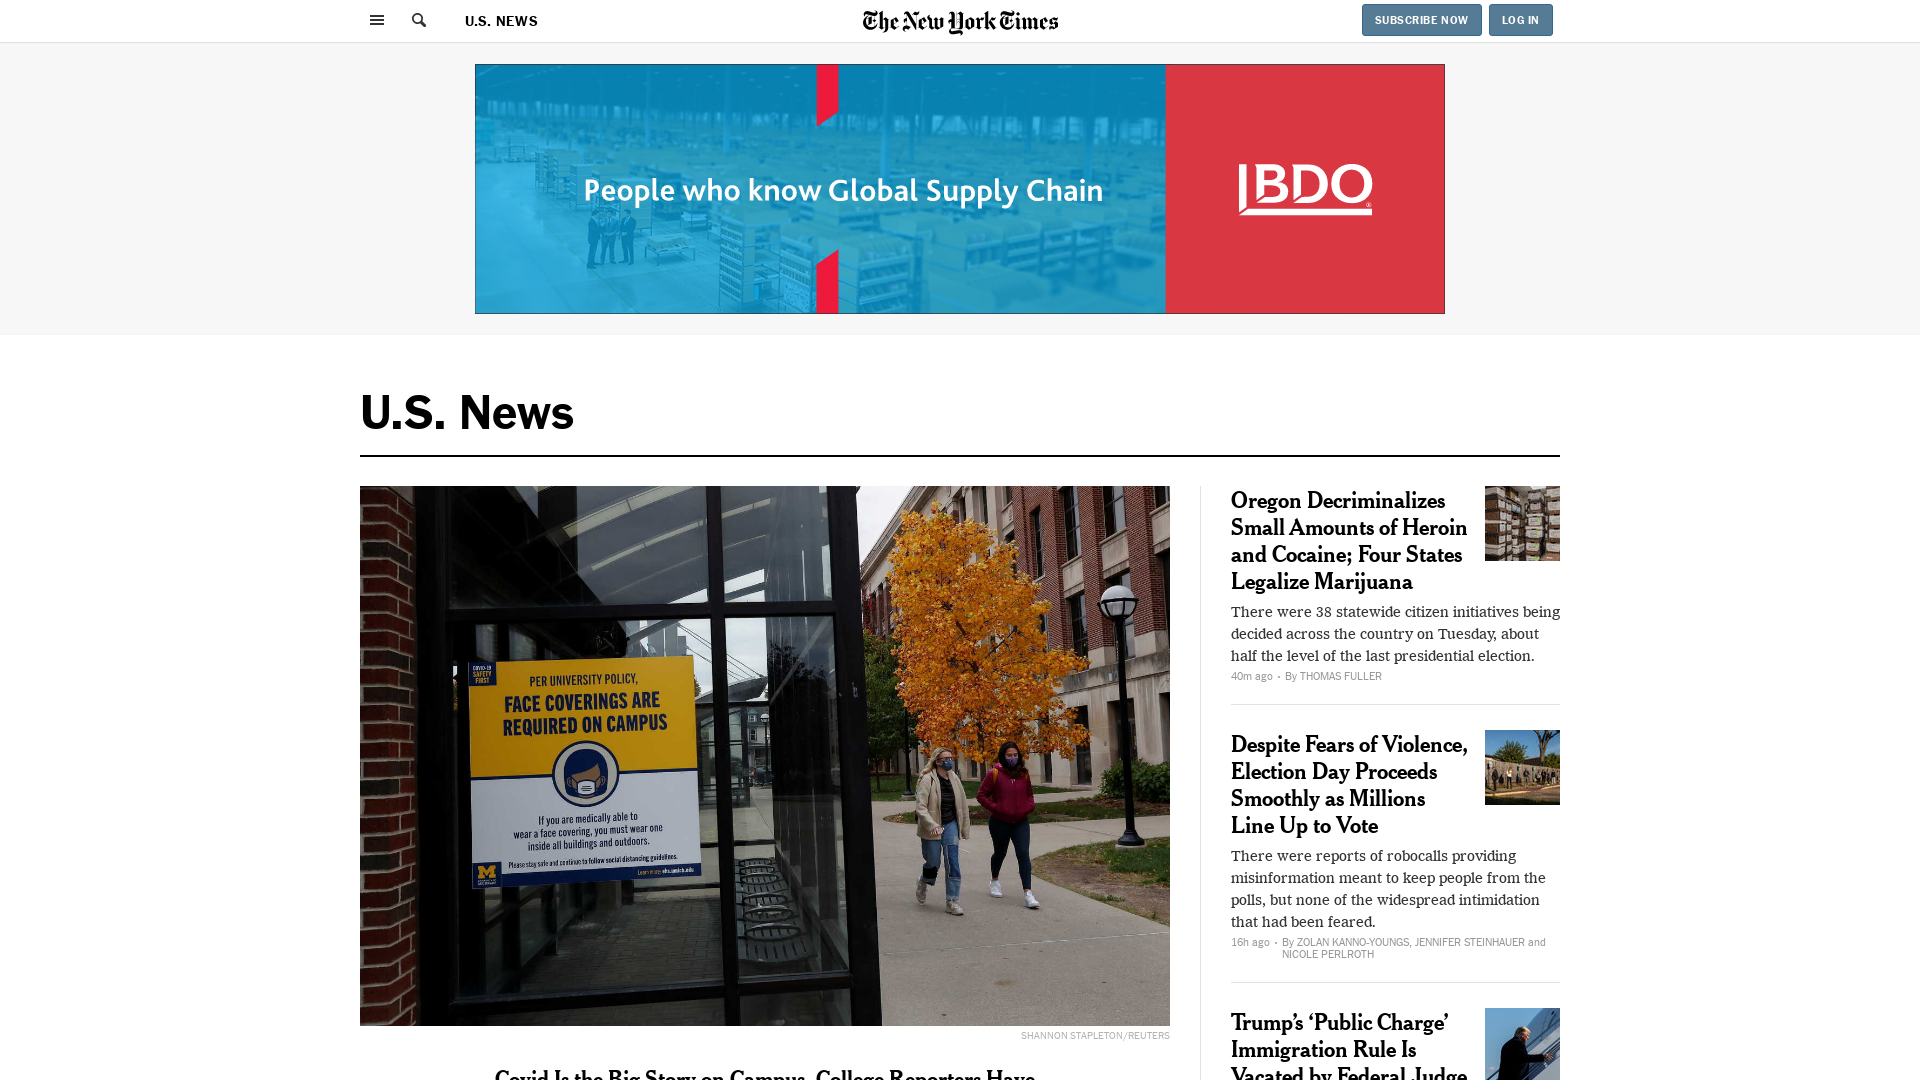 U.S. NEWS
The New York Times
SUBSCRIBE NOW
LOG IN
People who know Global Supply Chain
BDO
U.S. News
COVID-19
SAFETY
FIRST
PER UNIVERSITY POLICY,
FACE COVERINGS ARE
REQUIRED ON CAMPUS
If you are medically able to
wear a face covering, you must wear one
inside all buildings and outdoors.
Please stay safe and continue to follow social distancing guidelines.
Learn more: ehs.umich.edu
M
SHANNON STAPLETON/REUTERS
Covid Is the Big Story on Campus. College Reporters Have
Oregon Decriminalizes
Small Amounts of Heroin
and Cocaine; Four States
Legalize Marijuana
There were 38 statewide citizen initiatives being
decided across the country on Tuesday, about
half the level of the last presidential election.
40m ago • By THOMAS FULLER
Despite Fears of Violence,
Election Day Proceeds
Smoothly as Millions
Line Up to Vote
There were reports of robocalls providing
misinformation meant to keep people from the
polls, but none of the widespread intimidation
that had been feared.
16h ago • By ZOLAN KANNO-YOUNGS, JENNIFER STEINHAUER and
NICOLE PERLROTH
Trump’s ‘Public Charge’
Immigration Rule Is
Vacated by Federal Judge